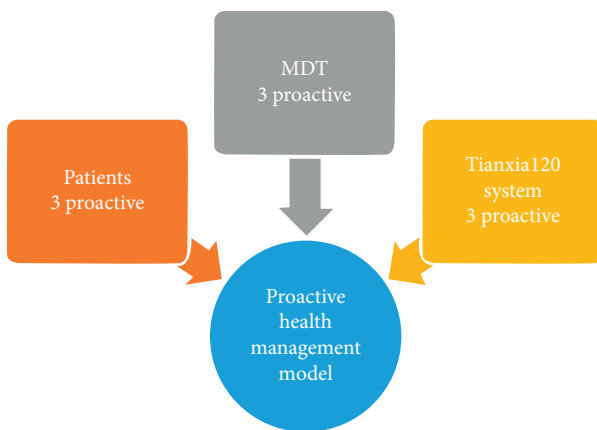 MDT
3 proactive
Patients
3 proactive
Tianxia120
system
3 proactive
Proactive
health
management
model